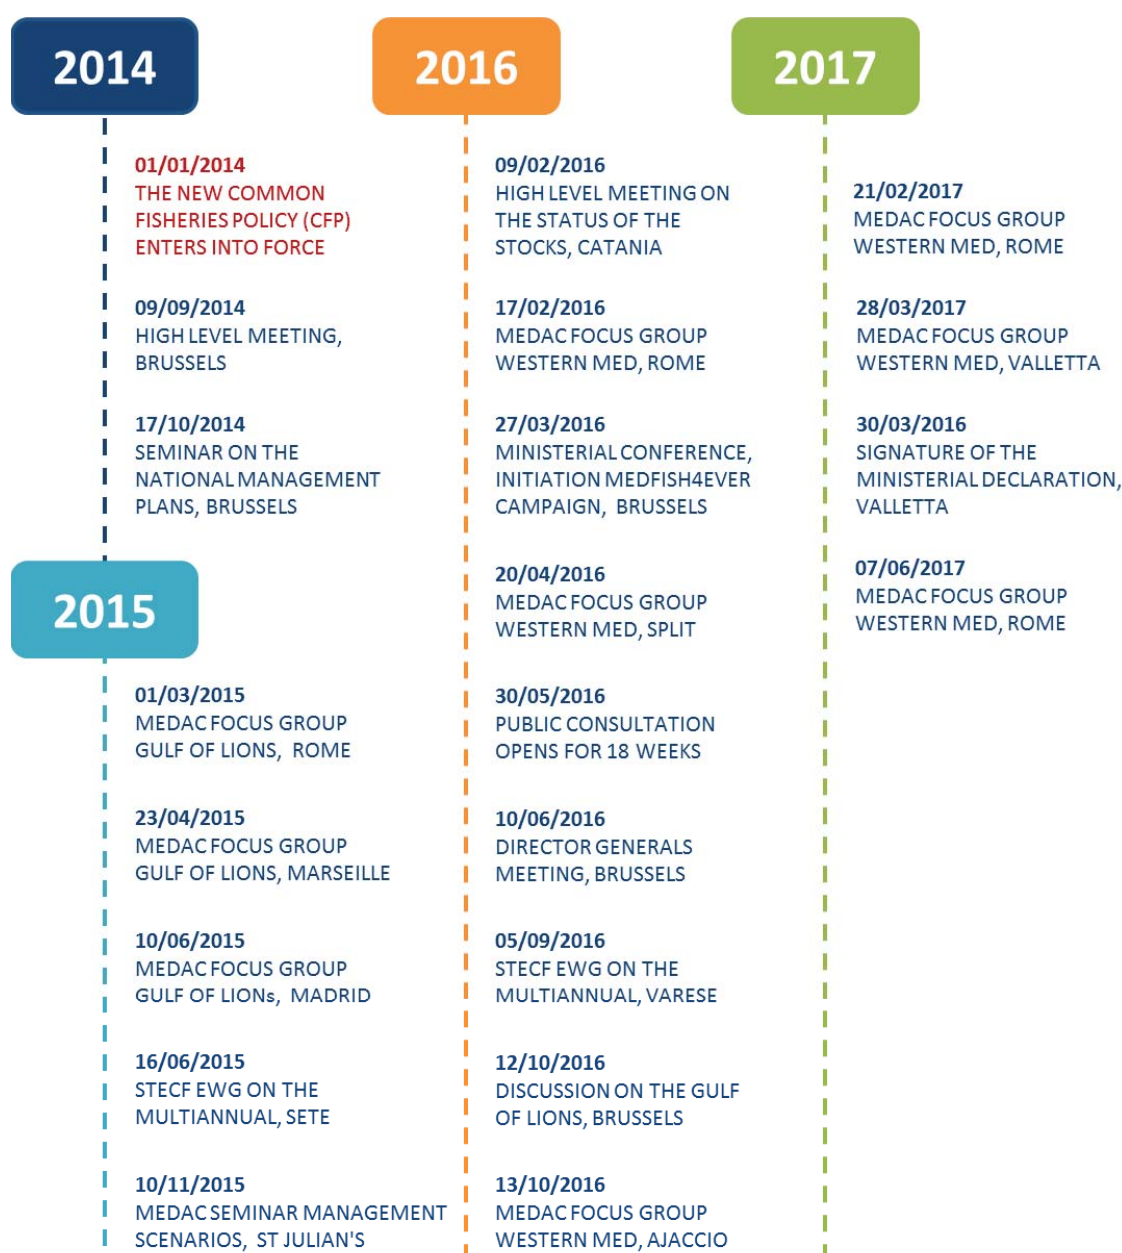 2014
01/01/2014
THE NEW COMMON
FISHERIES POLICY (CFP)
ENTERS INTO FORCE
09/09/2014
HIGH LEVEL MEETING,
BRUSSELS
17/10/2014
SEMINAR ON THE
NATIONAL MANAGEMENT
PLANS, BRUSSELS
2015
01/03/2015
MEDAC FOCUS GROUP
GULF OF LIONS, ROME
23/04/2015
MEDAC FOCUS GROUP
GULF OF LIONS, MARSEILLE
10/06/2015
MEDAC FOCUS GROUP
GULF OF LIONs, MADRID
16/06/2015
STECF EWG ON THE
MULTIANNUAL, SETE
10/11/2015
MEDAC SEMINAR MANAGEMENT
SCENARIOS, ST JULIAN'S
2016
09/02/2016
HIGH LEVEL MEETING ON
THE STATUS OF THE
STOCKS, CATANIA
17/02/2016
MEDAC FOCUS GROUP
WESTERN MED, ROME
27/03/2016
MINISTERIAL CONFERENCE,
INITIATION MEDFISH4EVER
CAMPAIGN, BRUSSELS
20/04/2016
MEDAC FOCUS GROUP
WESTERN MED, SPLIT
30/05/2016
PUBLIC CONSULTATION
OPENS FOR 18 WEEKS
10/06/2016
DIRECTOR GENERALS
MEETING, BRUSSELS
05/09/2016
STECF EWG ON THE
MULTIANNUAL, VARESE
12/10/2016
DISCUSSION ON THE GULF
OF LIONS, BRUSSELS
13/10/2016
MEDAC FOCUS GROUP
WESTERN MED, AJACCIO
2017
21/02/2017
MEDAC FOCUS GROUP
WESTERN MED, ROME
28/03/2017
MEDAC FOCUS GROUP
WESTERN MED, VALLETTA
30/03/2016
SIGNATURE OF THE
MINISTERIAL DECLARATION,
VALLETTA
07/06/2017
MEDAC FOCUS GROUP
WESTERN MED, ROME